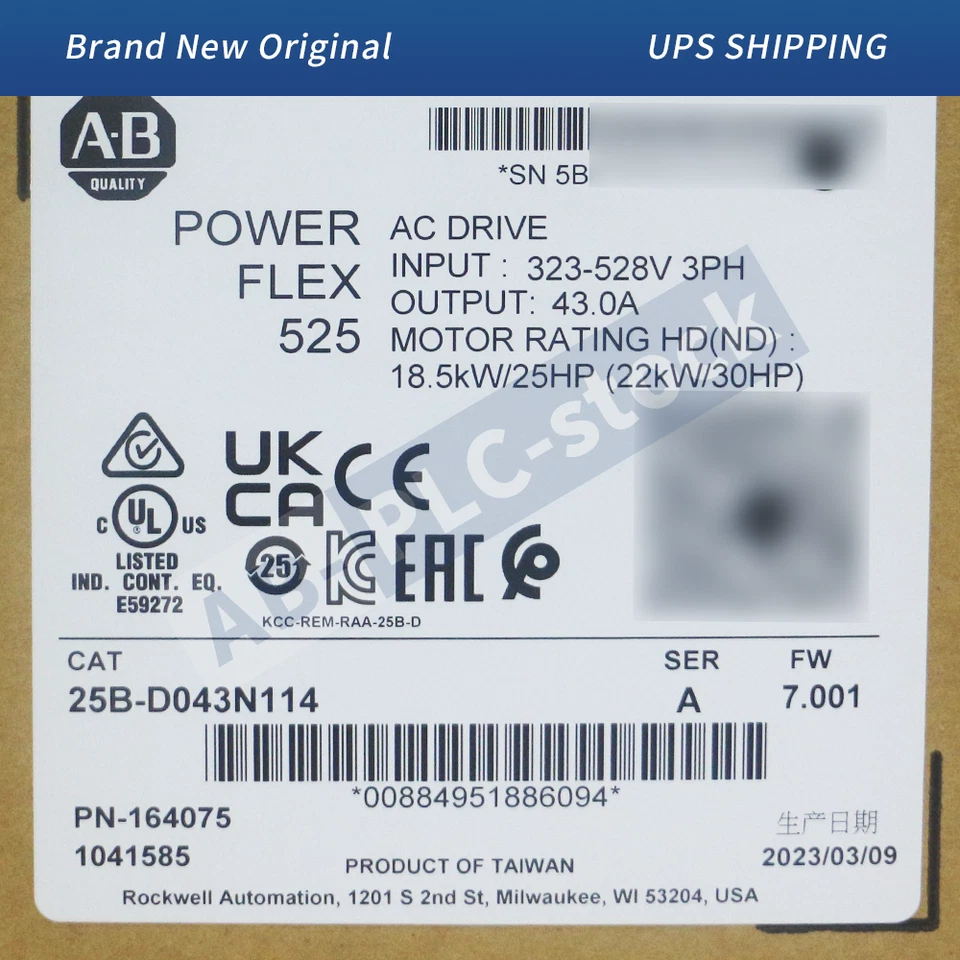 Brand New Original
UPS SHIPPING
A-B
QUALITY
*SN 5B
POWER
FLEX
525
AC DRIVE
INPUT : 323-528V 3PH
OUTPUT: 43.0A
MOTOR RATING HD(ND) :
18.5kW/25HP (22kW/30HP)
AB-PLC-stock
UK
CA
CE
C UL US
®
LISTED
IND. CONT. EQ.
E59272
25
KC
EAC
KCC-REM-RAA-25B-D
CAT
SER
FW
25B-D043N114
A
7.001
*00884951886094*
PN-164075
1041585
生产日期
2023/03/09
PRODUCT OF TAIWAN
Rockwell Automation, 1201 S 2nd St, Milwaukee, WI 53204, USA